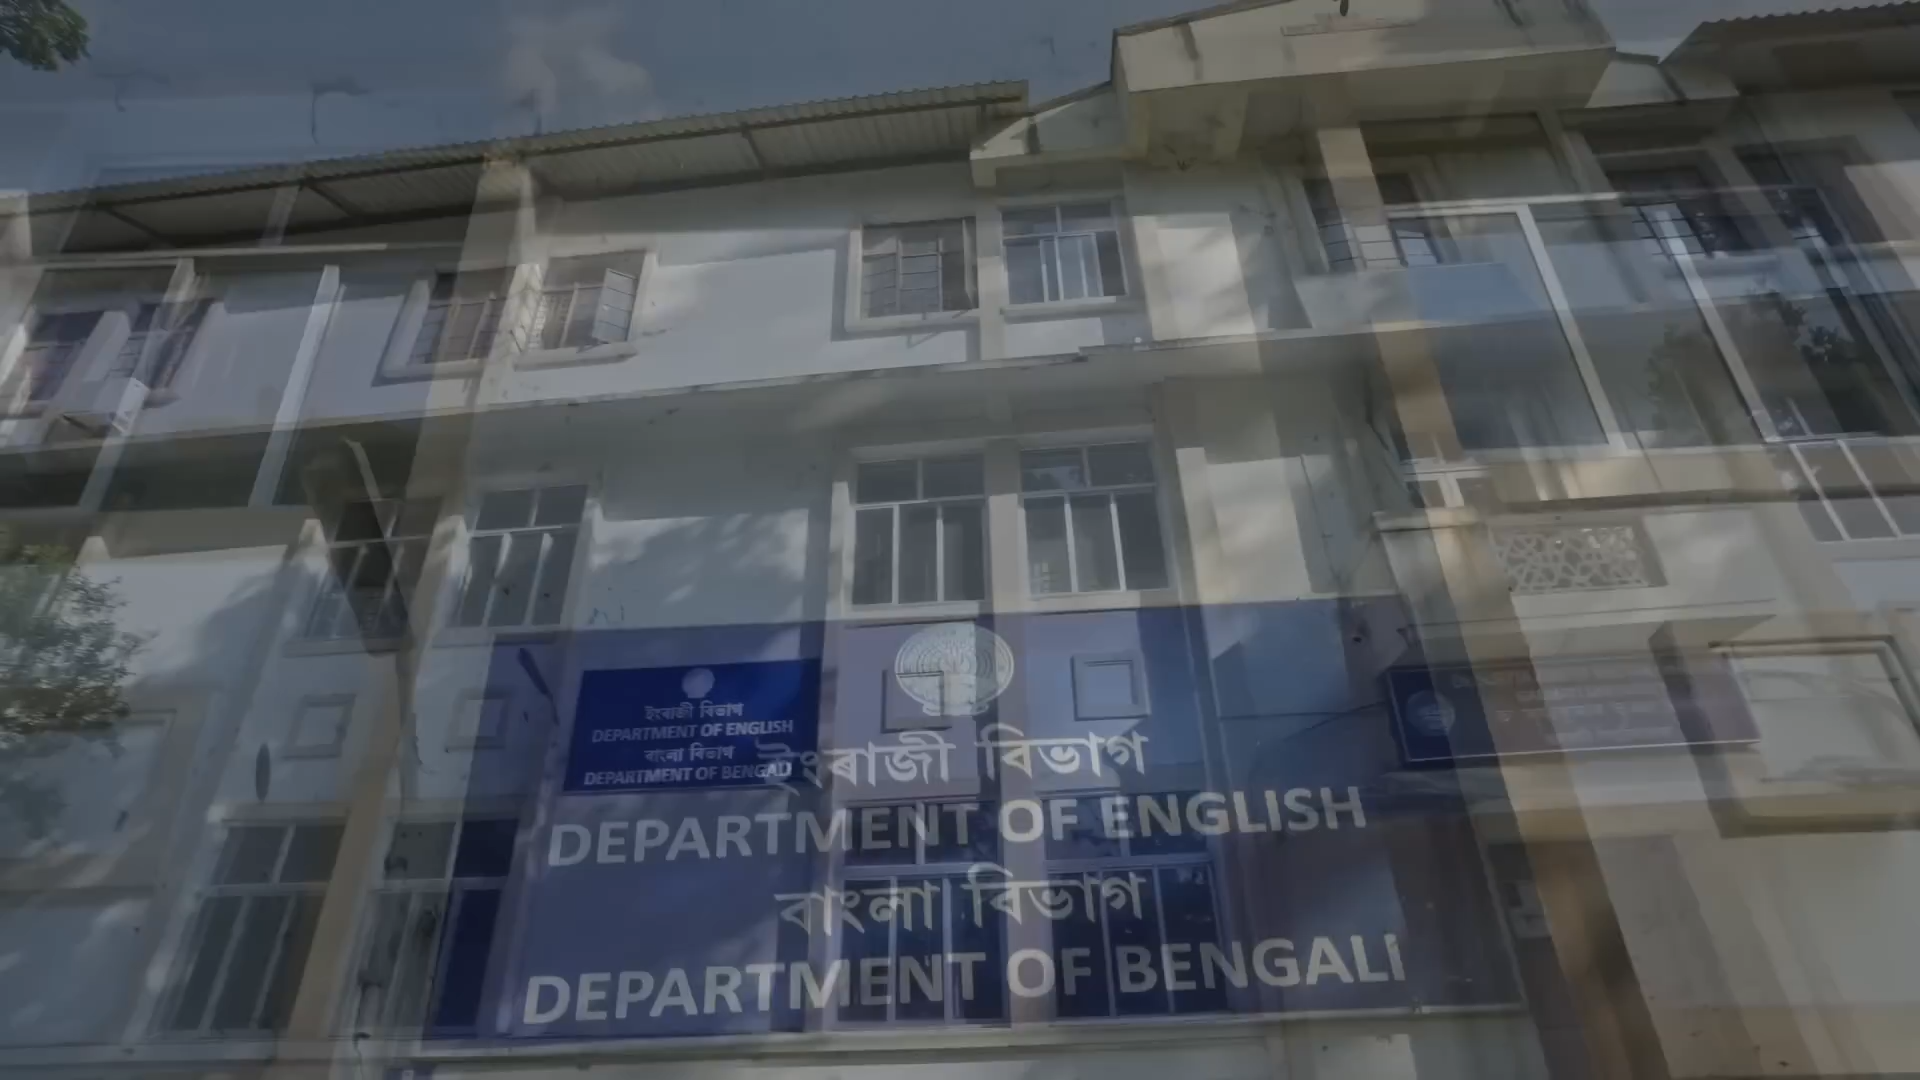 ইংৰাজী বিভাগ
DEPARTMENT OF ENGLISH
বাংলা বিভাগ
DEPARTMENT OF BENGALI
ইংৰাজী বিভাগ
DEPARTMENT OF ENGLISH
বাংলা বিভাগ
DEPARTMENT OF BENGALI